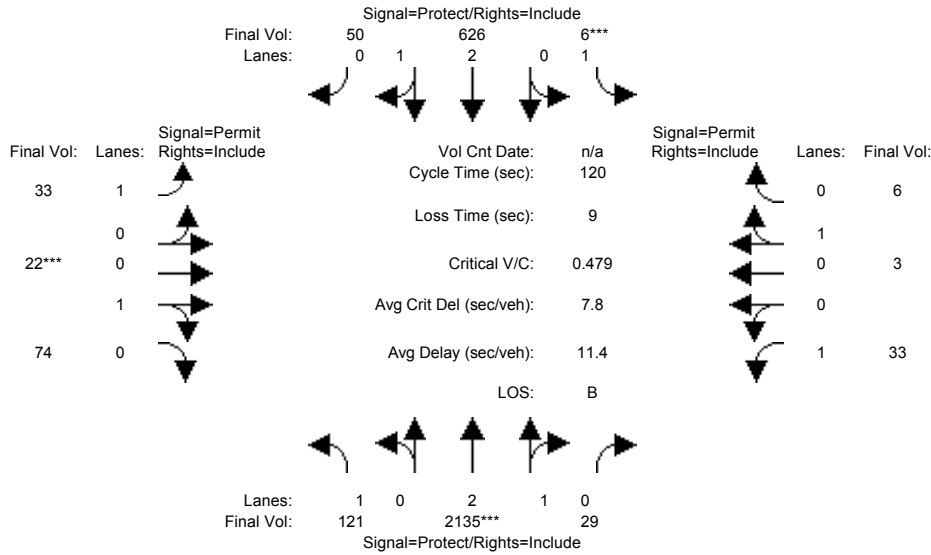 Signal=Protect/Rights=Include
Final Vol: 50 626 6***
Lanes: 0 1 2 0 1
Signal=Permit Signal=Permit
Final Vol: Lanes: Rights=Include Vol Cnt Date: n/a Rights=Include Lanes: Final Vol:
Cycle Time (sec): 120
33 1 0 6
Loss Time (sec): 9
0 1
22*** 0 Critical V/C: 0.479 0 3
1 Avg Crit Del (sec/veh): 7.8 0
74 0 Avg Delay (sec/veh): 11.4 1 33
LOS: B
Lanes: 1 0 2 1 0
Final Vol: 121 2135*** 29
Signal=Protect/Rights=Include